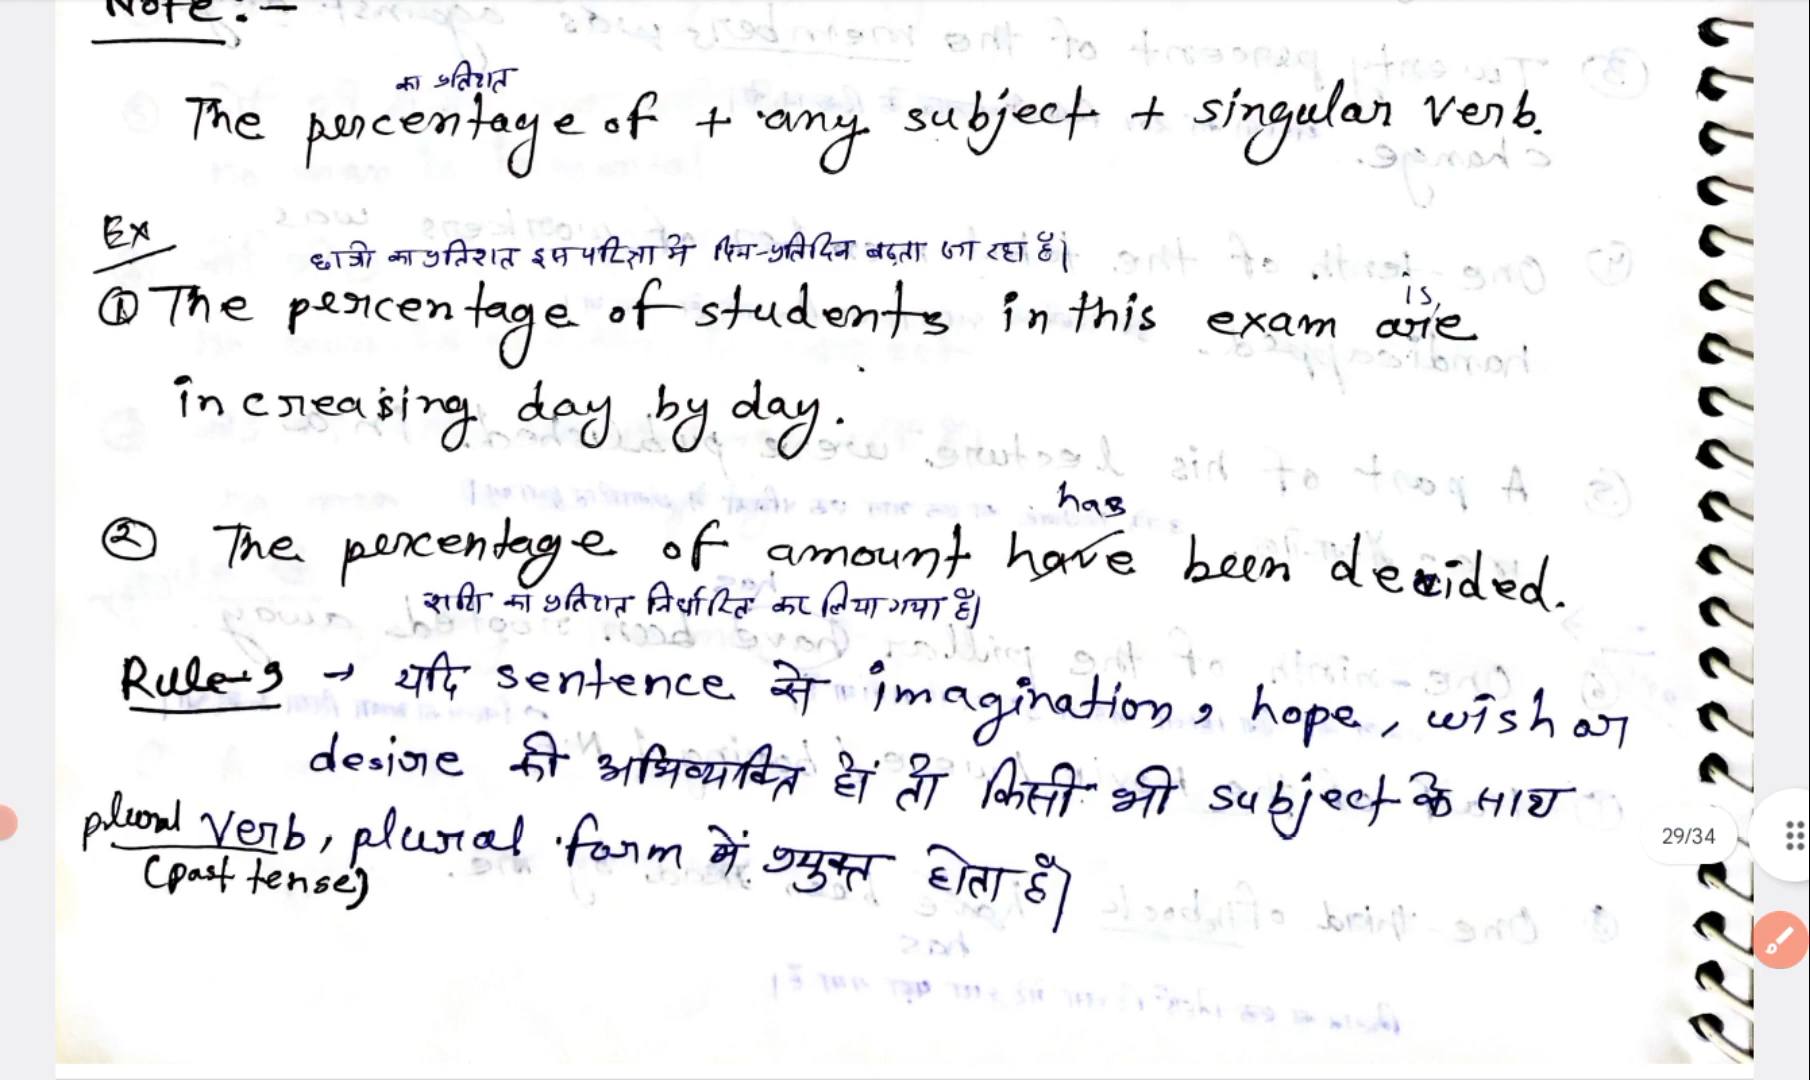 Note:-
का प्रतिशत
The percentage of + any subject + singular verb.
Ex
छात्रो का प्रतिशत इस परिक्षा में दिन-प्रतिदिन बढ़ता जा रहा है।
is,
① The percentage of students in this exam are
increasing day by day.
has
② The percentage of amount have been decided.
राशि का प्रतिशत निर्धारित कर लिया गया है।
Rule-9 → यदि sentence से imagination, hope, wish or
desire की अभिव्यक्ति हो तो किसी भी subject के साथ
plural verb, plural form में प्रयुक्त होता है।
(past tense)
29/34